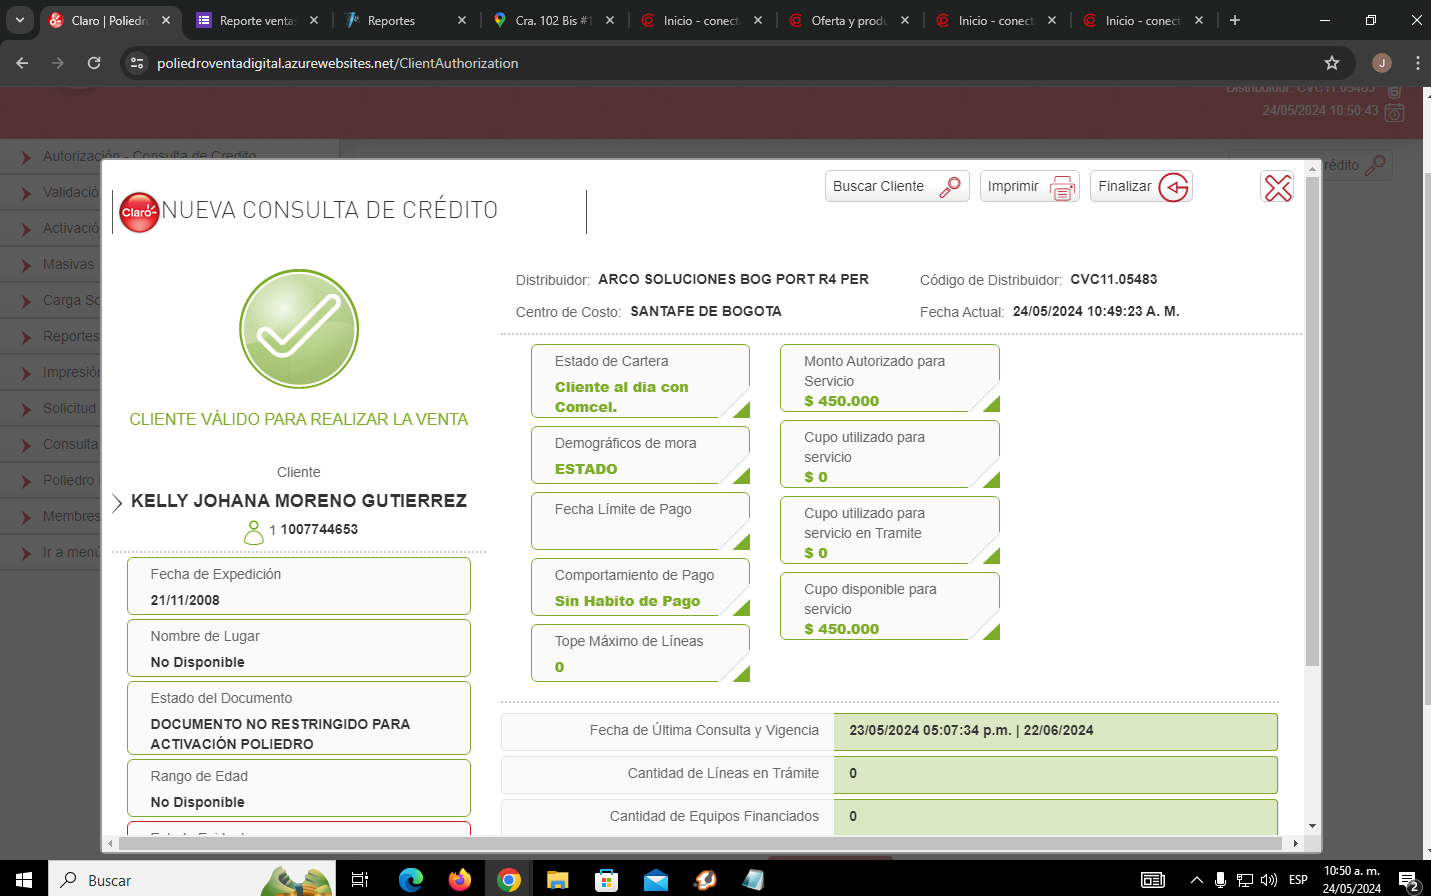 Claro | Poliedr
Reporte venta
Reportes
Cra. 102 Bis #1
Inicio - conect
Oferta y produ
Inicio - conect
Inicio - conect
poliedroventadigital.azurewebsites.net/ClientAuthorization
J
Distribuidor: CVC11.05483
24/05/2024 10:50:43
Autorización - Consulta de Credito
Validació
Activació
Masivas
Carga So
Reportes
Impresión
Solicitud
Consulta
Poliedro
Membres
Ir a menú
rédito
Buscar Cliente
Imprimir
Finalizar
Claro
NUEVA CONSULTA DE CRÉDITO
CLIENTE VÁLIDO PARA REALIZAR LA VENTA
Cliente
KELLY JOHANA MORENO GUTIERREZ
1 1007744653
Fecha de Expedición
21/11/2008
Nombre de Lugar
No Disponible
Estado del Documento
DOCUMENTO NO RESTRINGIDO PARA
ACTIVACIÓN POLIEDRO
Rango de Edad
No Disponible
Distribuidor: ARCO SOLUCIONES BOG PORT R4 PER
Código de Distribuidor: CVC11.05483
Centro de Costo: SANTAFE DE BOGOTA
Fecha Actual: 24/05/2024 10:49:23 A. M.
Estado de Cartera
Cliente al dia con
Comcel.
Demográficos de mora
ESTADO
Fecha Límite de Pago
Comportamiento de Pago
Sin Habito de Pago
Tope Máximo de Líneas
0
Monto Autorizado para
Servicio
$ 450.000
Cupo utilizado para
servicio
$ 0
Cupo utilizado para
servicio en Tramite
$ 0
Cupo disponible para
servicio
$ 450.000
Fecha de Última Consulta y Vigencia
23/05/2024 05:07:34 p.m. | 22/06/2024
Cantidad de Líneas en Trámite
0
Cantidad de Equipos Financiados
0
Buscar
ESP
10:50 a. m.
24/05/2024
2